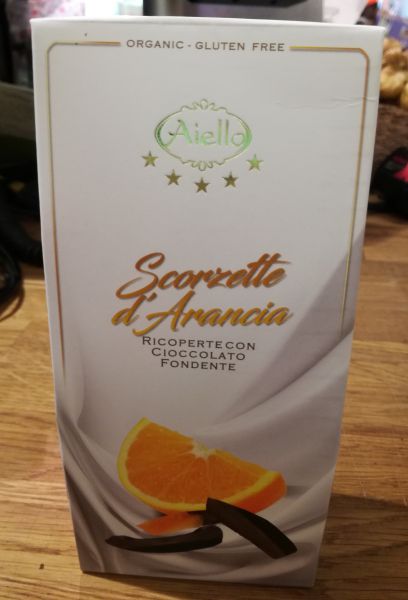 ORGANIC - GLUTEN FREE
Aiello
Scorzette
d'Arancia
RICOPERTE CON
CIOCCOLATO
FONDENTE